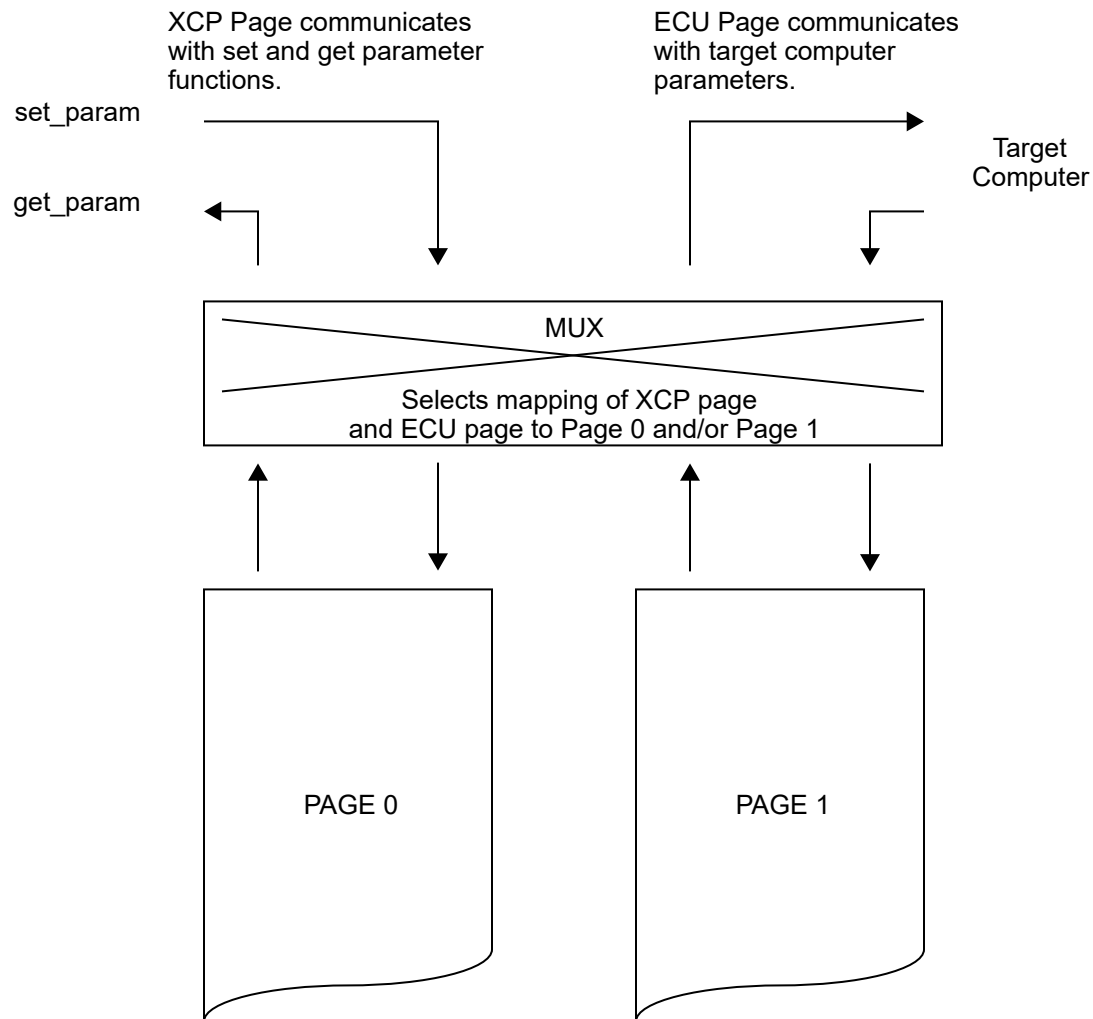 XCP Page communicates
with set and get parameter
functions.
ECU Page communicates
with target computer
parameters.
set_param
get_param
Target
Computer
MUX
Selects mapping of XCP page
and ECU page to Page 0 and/or Page 1
PAGE 0
PAGE 1